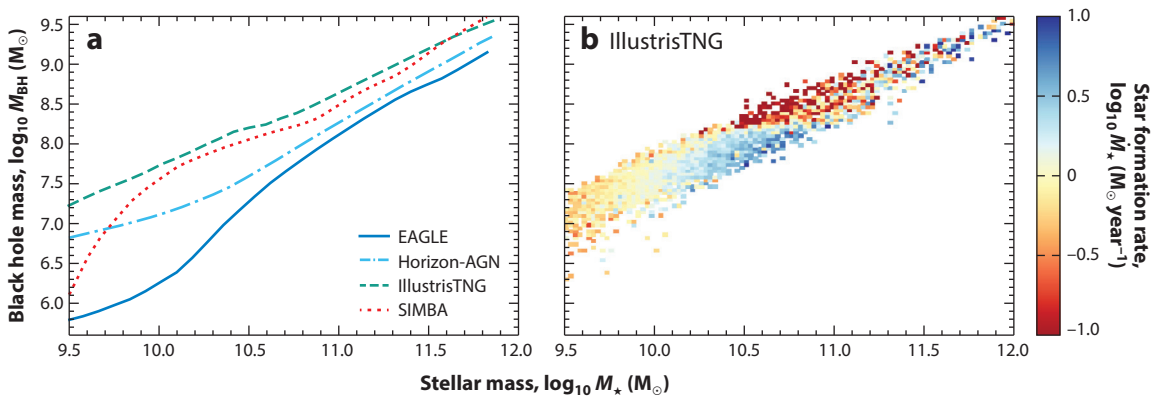 a
b IllustrisTNG
Black hole mass, log₁₀ M_BH (M☉)
9.5
9.0
8.5
8.0
7.5
7.0
6.5
6.0
EAGLE
Horizon-AGN
IllustrisTNG
SIMBA
9.5 10.0 10.5 11.0 11.5 12.0
9.5 10.0 10.5 11.0 11.5 12.0
Stellar mass, log₁₀ M⋆ (M☉)
1.0
0.5
0
−0.5
−1.0
Star formation rate,
log₁₀ M⋆ (M☉ year⁻¹)